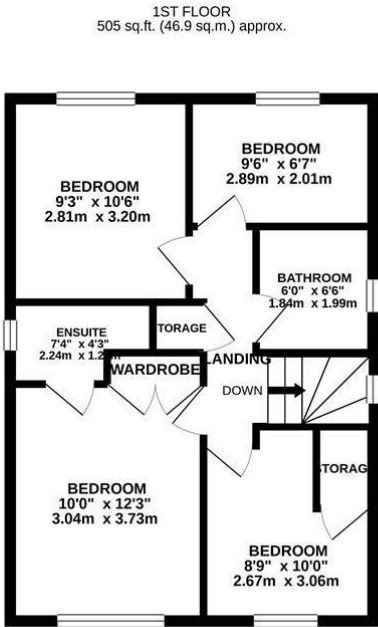 1ST FLOOR
505 sq.ft. (46.9 sq.m.) approx.
BEDROOM
9'3" x 10'6"
2.81m x 3.20m
BEDROOM
9'6" x 6'7"
2.89m x 2.01m
BATHROOM
6'0" x 6'6"
1.84m x 1.99m
ENSUITE
7'4" x 4'3"
2.24m x
TORAGE
WARDROBE
LANDING
DOWN
BEDROOM
10'0" x 12'3"
3.04m x 3.73m
STORAG
BEDROOM
8'9" x 10'0"
2.67m x 3.06m